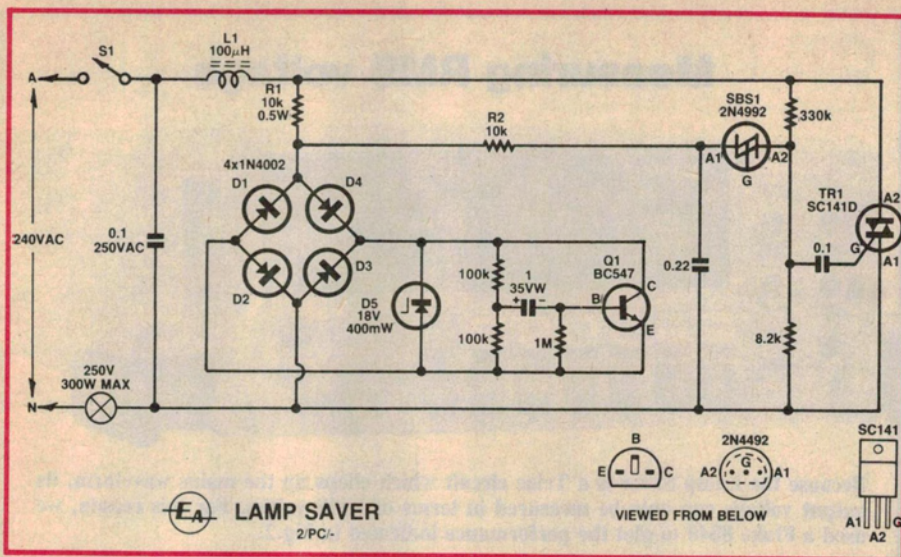 S1
L1
100µH
R1
10k
0.5W
A
240VAC
N
0.1
250VAC
250V
300W MAX
4x1N4002
D1
D4
D2
D3
D5
18V
400mW
R2
10k
100k
100k
1
35VW
+
−
1M
Q1
BC547
B
C
E
SBS1
2N4992
A1
A2
G
0.22
330k
8.2k
0.1
TR1
SC141D
A2
G
A1
EA
LAMP SAVER
2/PC/-
B
E
C
2N4492
G
A2
A1
VIEWED FROM BELOW
SC141
A1
A2
G